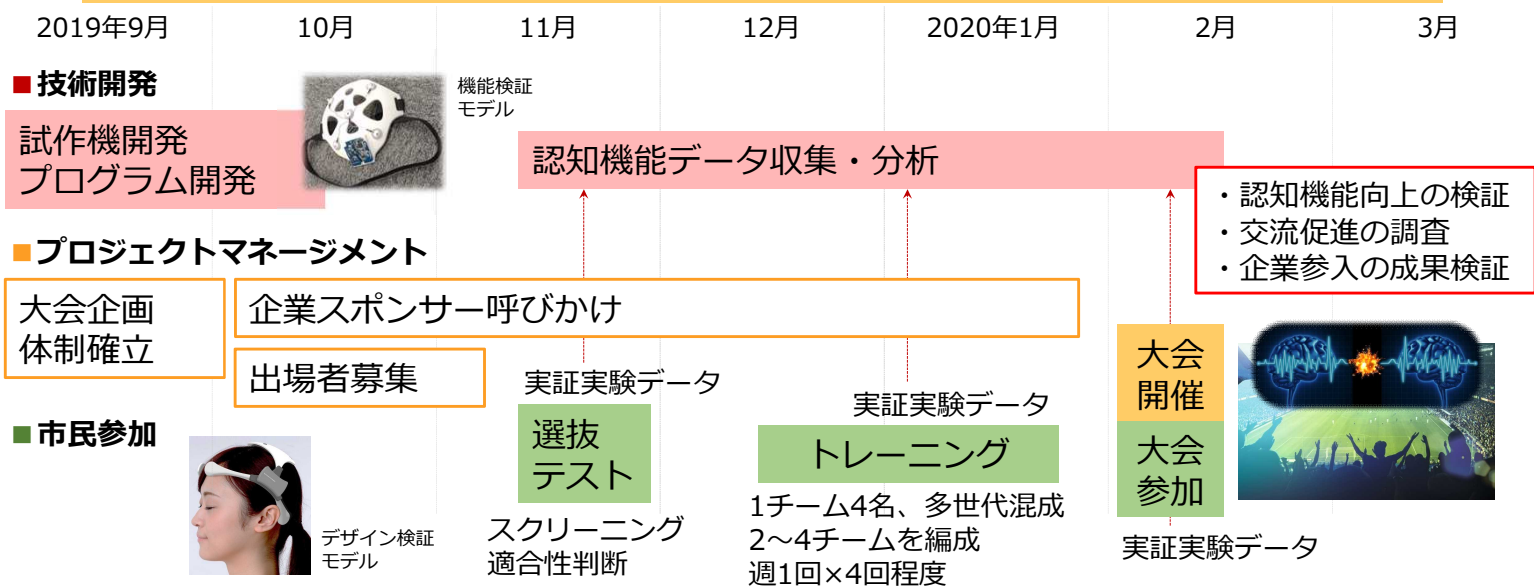 2019年9月
10月
11月
12月
2020年1月
2月
3月
■技術開発
機能検証
モデル
試作機開発
プログラム開発
認知機能データ収集・分析
・認知機能向上の検証
・交流促進の調査
・企業参入の成果検証
■プロジェクトマネージメント
大会企画
体制確立
企業スポンサー呼びかけ
出場者募集
大会
開催
実証実験データ
実証実験データ
■市民参加
選抜
テスト
トレーニング
大会
参加
デザイン検証
モデル
スクリーニング
適合性判断
1チーム4名、多世代混成
2~4チームを編成
週1回×4回程度
実証実験データ